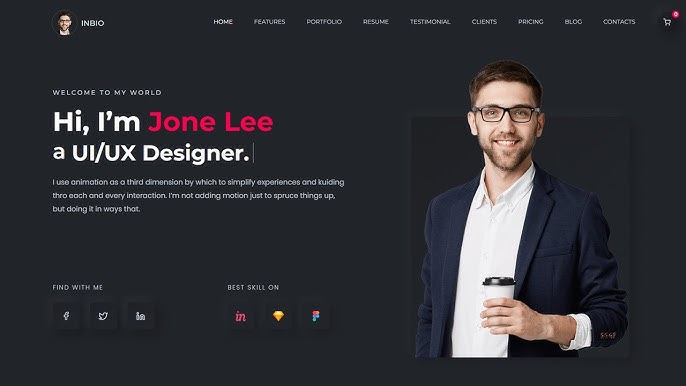 INBIO
HOME FEATURES PORTFOLIO RESUME TESTIMONIAL CLIENTS PRICING BLOG CONTACTS
0
WELCOME TO MY WORLD
Hi, I'm Jone Lee
a UI/UX Designer.
I use animation as a third dimension by which to simplify experiences and kuiding
thro each and every interaction. I'm not adding motion just to spruce things up,
but doing it in ways that.
FIND WITH ME
BEST SKILL ON
in